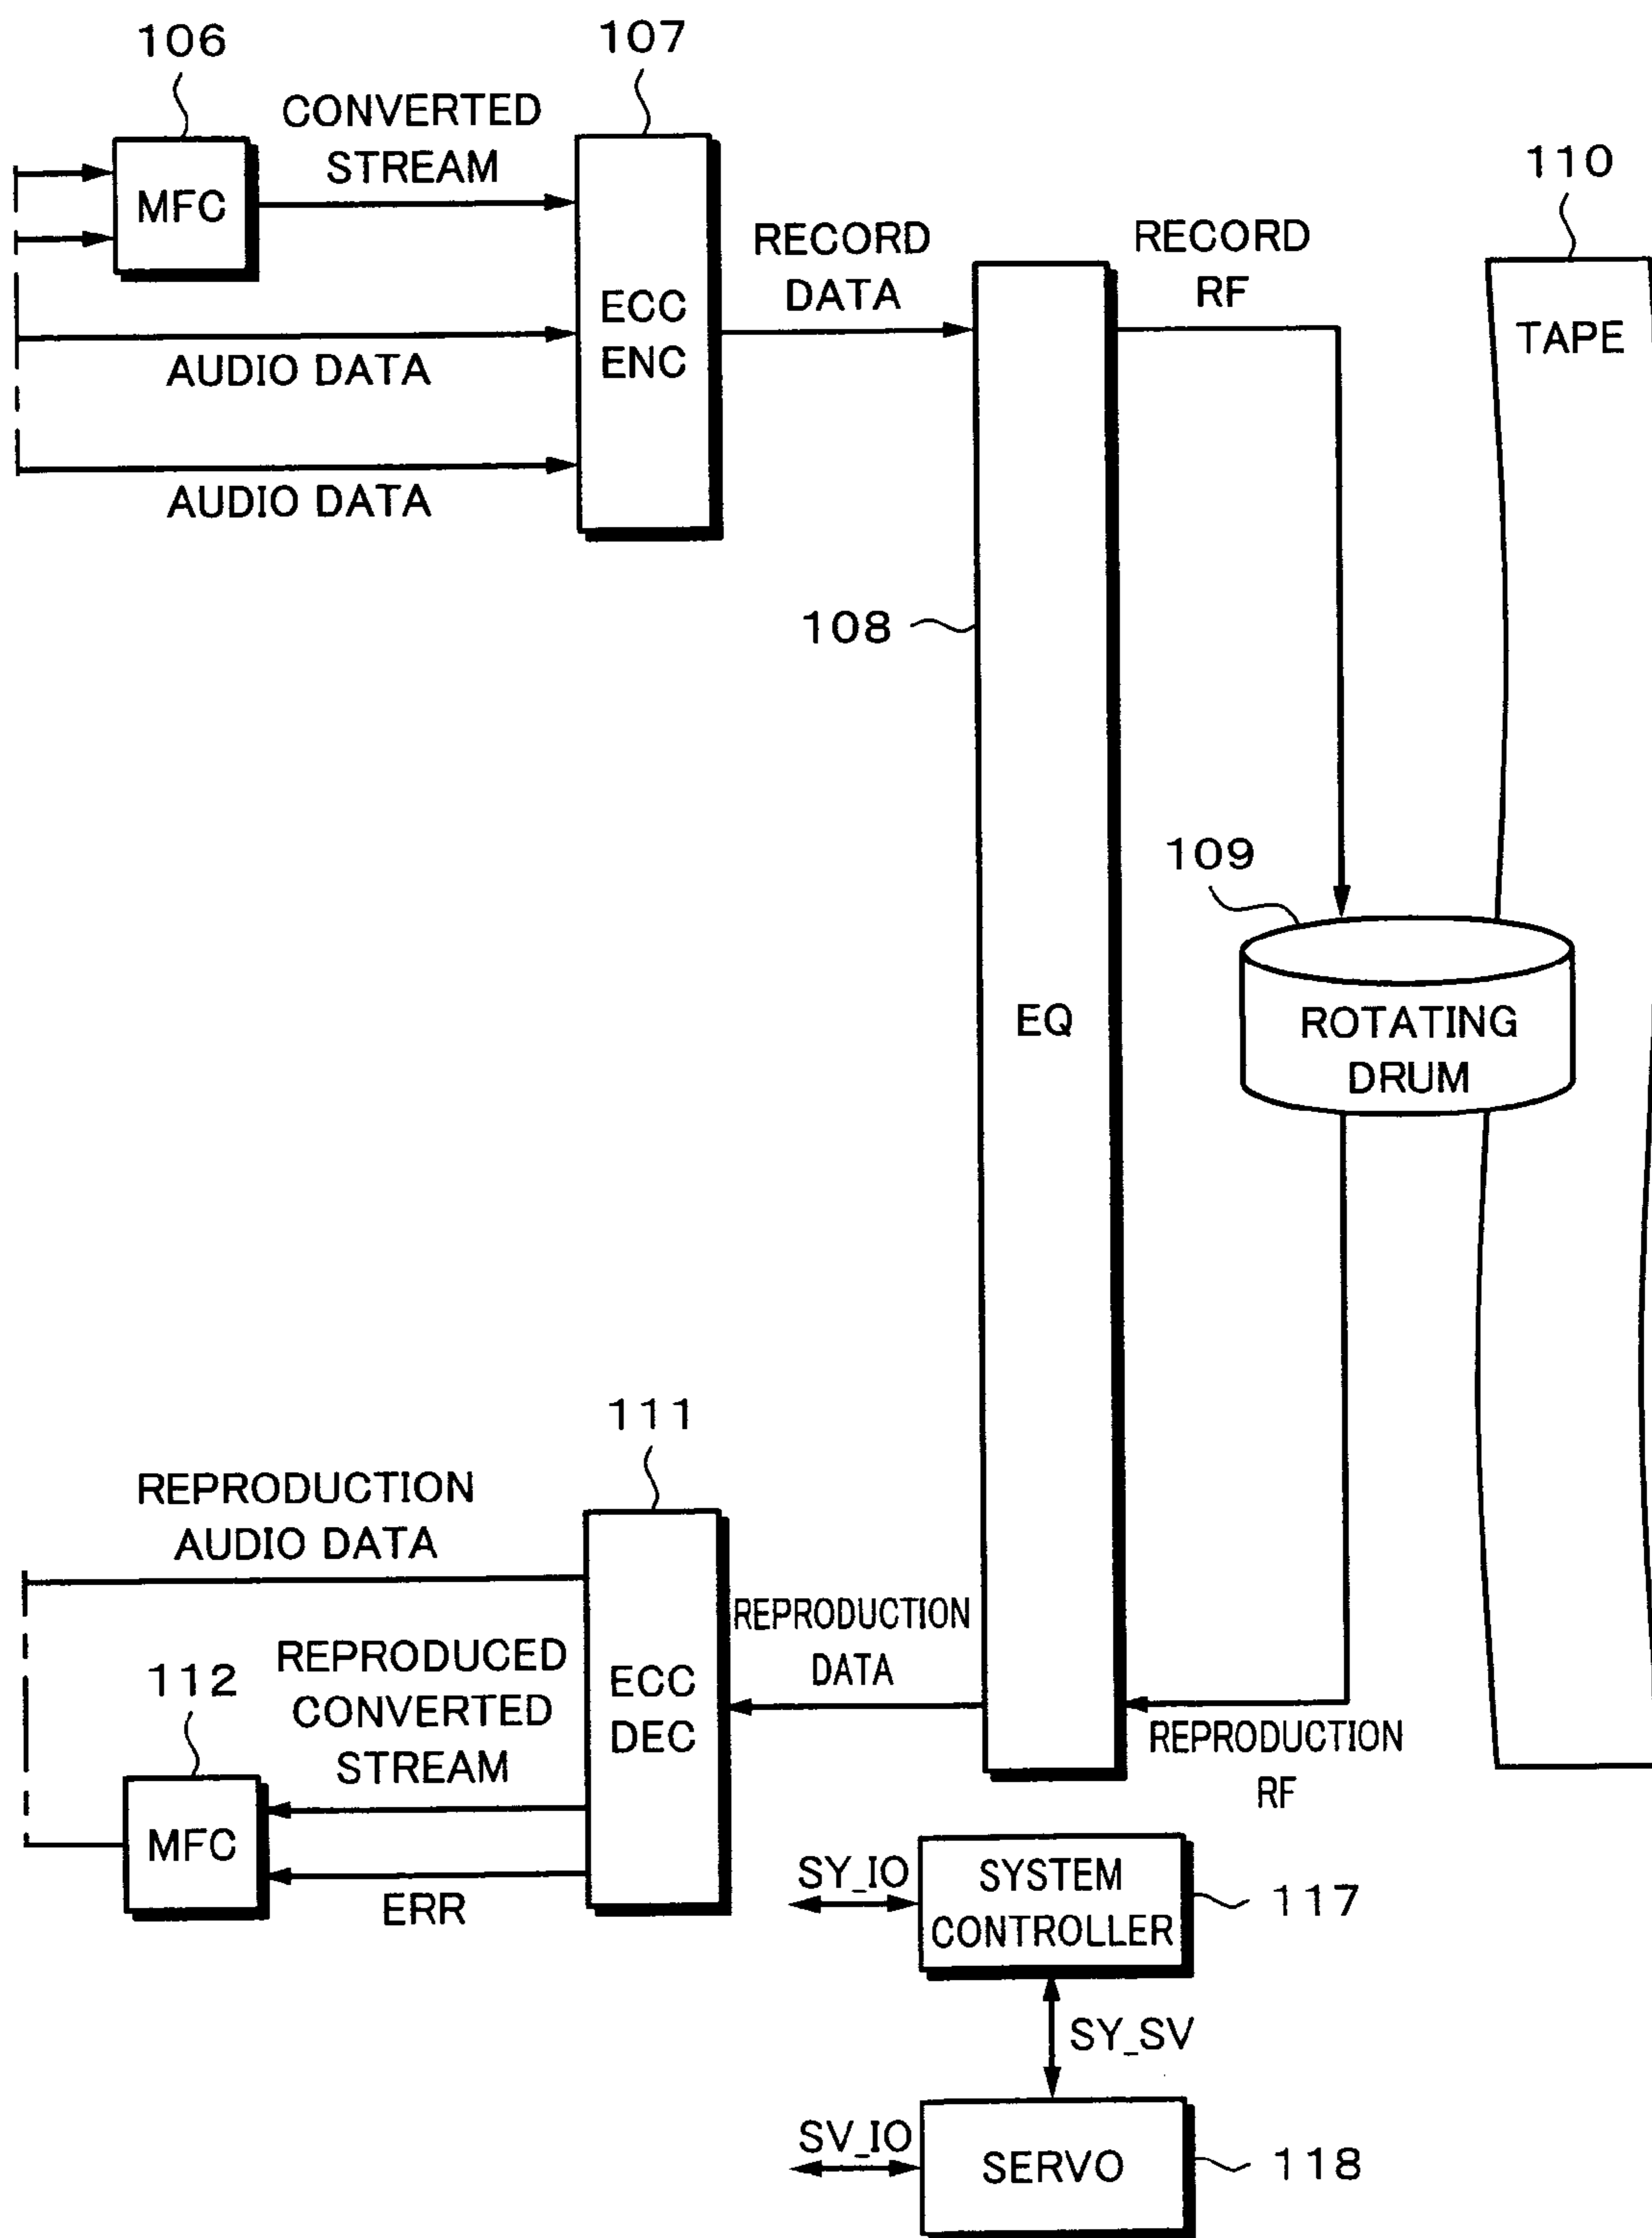 106
107
CONVERTED
STREAM
MFC
110
RECORD
DATA
RECORD
RF
ECC
ENC
TAPE
AUDIO DATA
AUDIO DATA
108
109
EQ
ROTATING
DRUM
111
REPRODUCTION
AUDIO DATA
REPRODUCTION
DATA
112
REPRODUCED
CONVERTED
STREAM
ECC
DEC
REPRODUCTION
RF
MFC
ERR
SY_IO
SYSTEM
CONTROLLER
117
SY_SV
SV_IO
SERVO
118